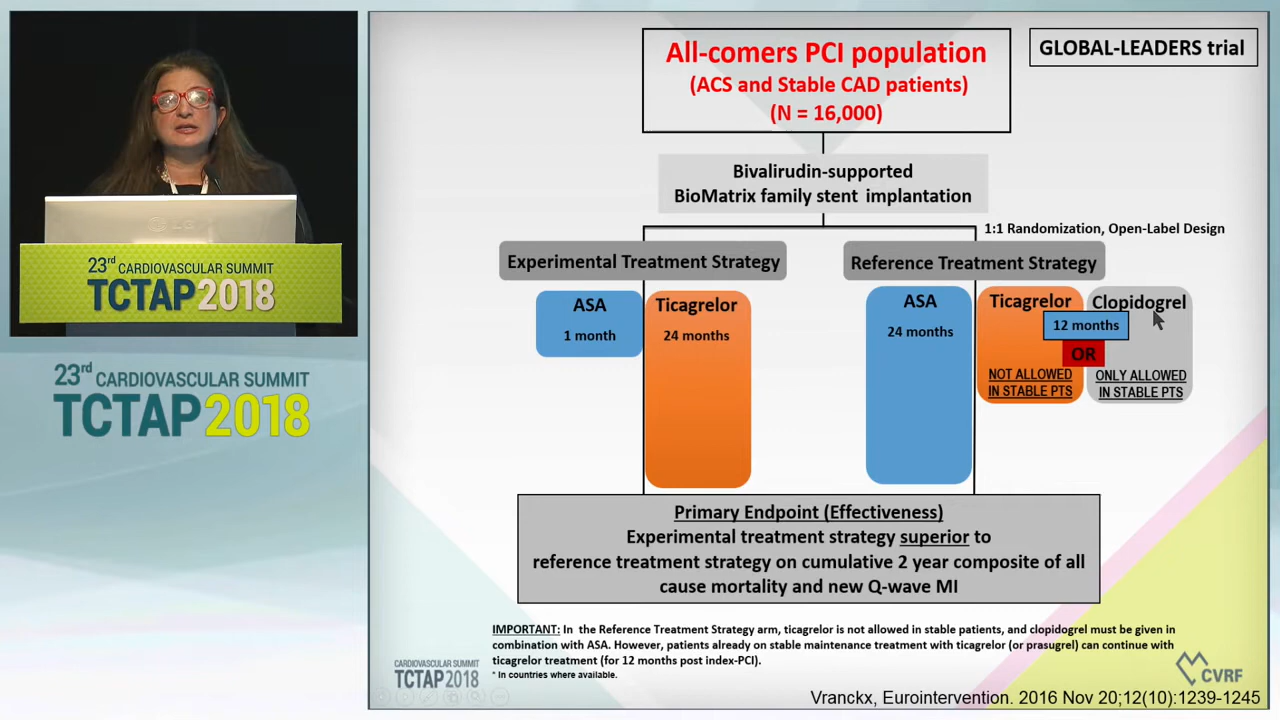 23rd CARDIOVASCULAR SUMMIT
TCTAP2018
23rd CARDIOVASCULAR SUMMIT
TCTAP2018
LG
GLOBAL-LEADERS trial
All-comers PCI population
(ACS and Stable CAD patients)
(N = 16,000)
Bivalirudin-supported
BioMatrix family stent implantation
1:1 Randomization, Open-Label Design
Experimental Treatment Strategy
Reference Treatment Strategy
ASA
1 month
Ticagrelor
24 months
ASA
24 months
Ticagrelor
Clopidogrel
12 months
OR
NOT ALLOWED
IN STABLE PTS
ONLY ALLOWED
IN STABLE PTS
Primary Endpoint (Effectiveness)
Experimental treatment strategy superior to
reference treatment strategy on cumulative 2 year composite of all
cause mortality and new Q-wave MI
IMPORTANT: In the Reference Treatment Strategy arm, ticagrelor is not allowed in stable patients, and clopidogrel must be given in
combination with ASA. However, patients already on stable maintenance treatment with ticagrelor (or prasugrel) can continue with
ticagrelor treatment (for 12 months post index-PCI).
* In countries where available.
CARDIOVASCULAR SUMMIT
TCTAP2018
CVRF
Vranckx, Eurointervention. 2016 Nov 20;12(10):1239-1245